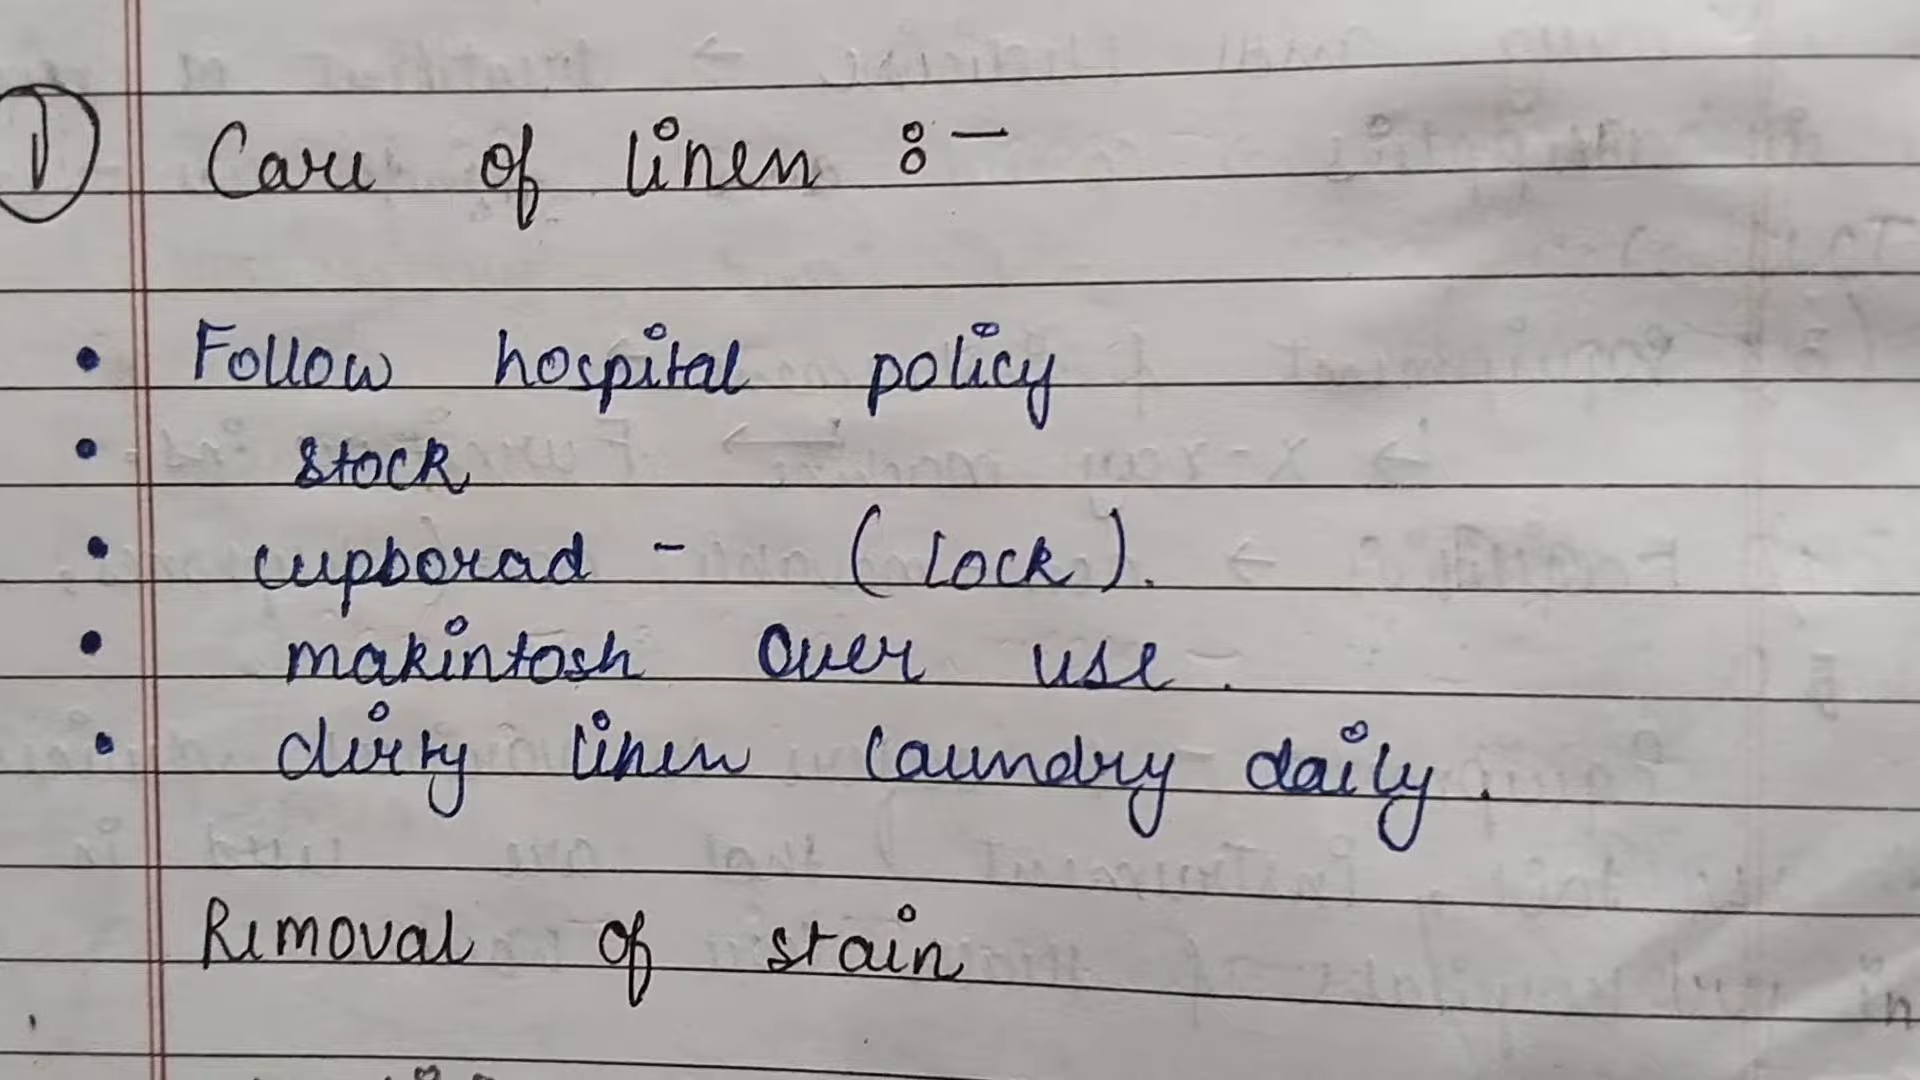 ① Care of linen :-
• Follow hospital policy
• stock
• cupborad - (Lock).
• makintosh over use.
• dirty linen laundry daily.
Removal of stain